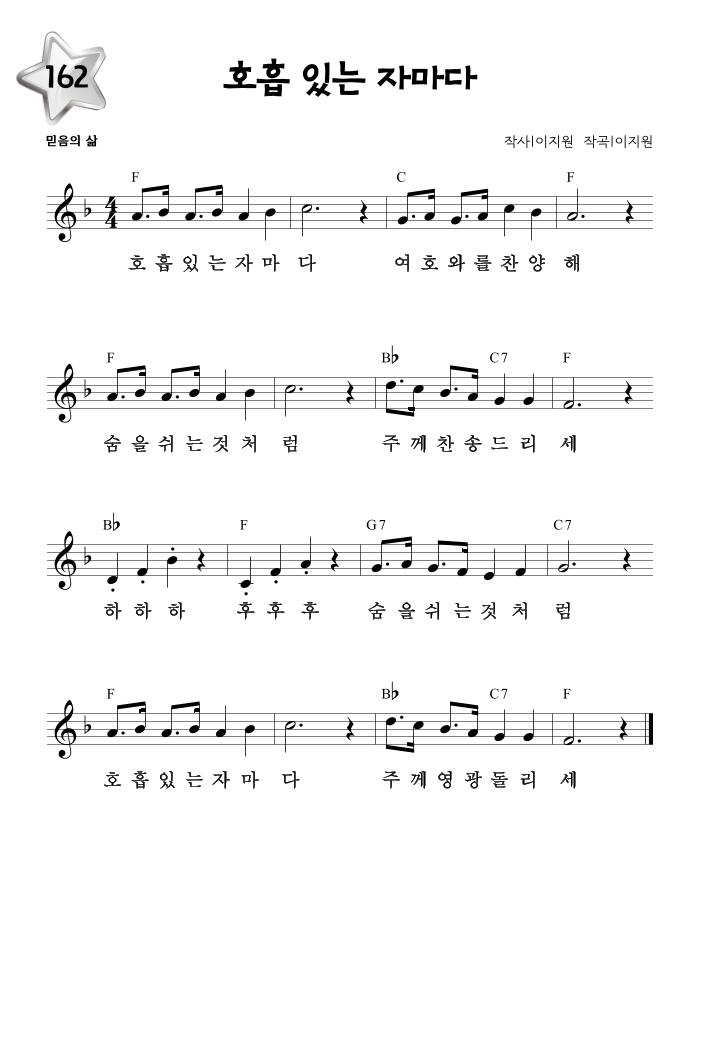 162
호흡 있는 자마다
믿음의 삶
작사|이지원 작곡|이지원
F C F
호 흡 있 는 자 마 다 여 호 와 를 찬 양 해
F B♭ C7 F
숨 을 쉬 는 것 처 럼 주 께 찬 송 드 리 세
B♭ F G7 C7
하 하 하 후 후 후 숨 을 쉬 는 것 처 럼
F B♭ C7 F
호 흡 있 는 자 마 다 주 께 영 광 돌 리 세